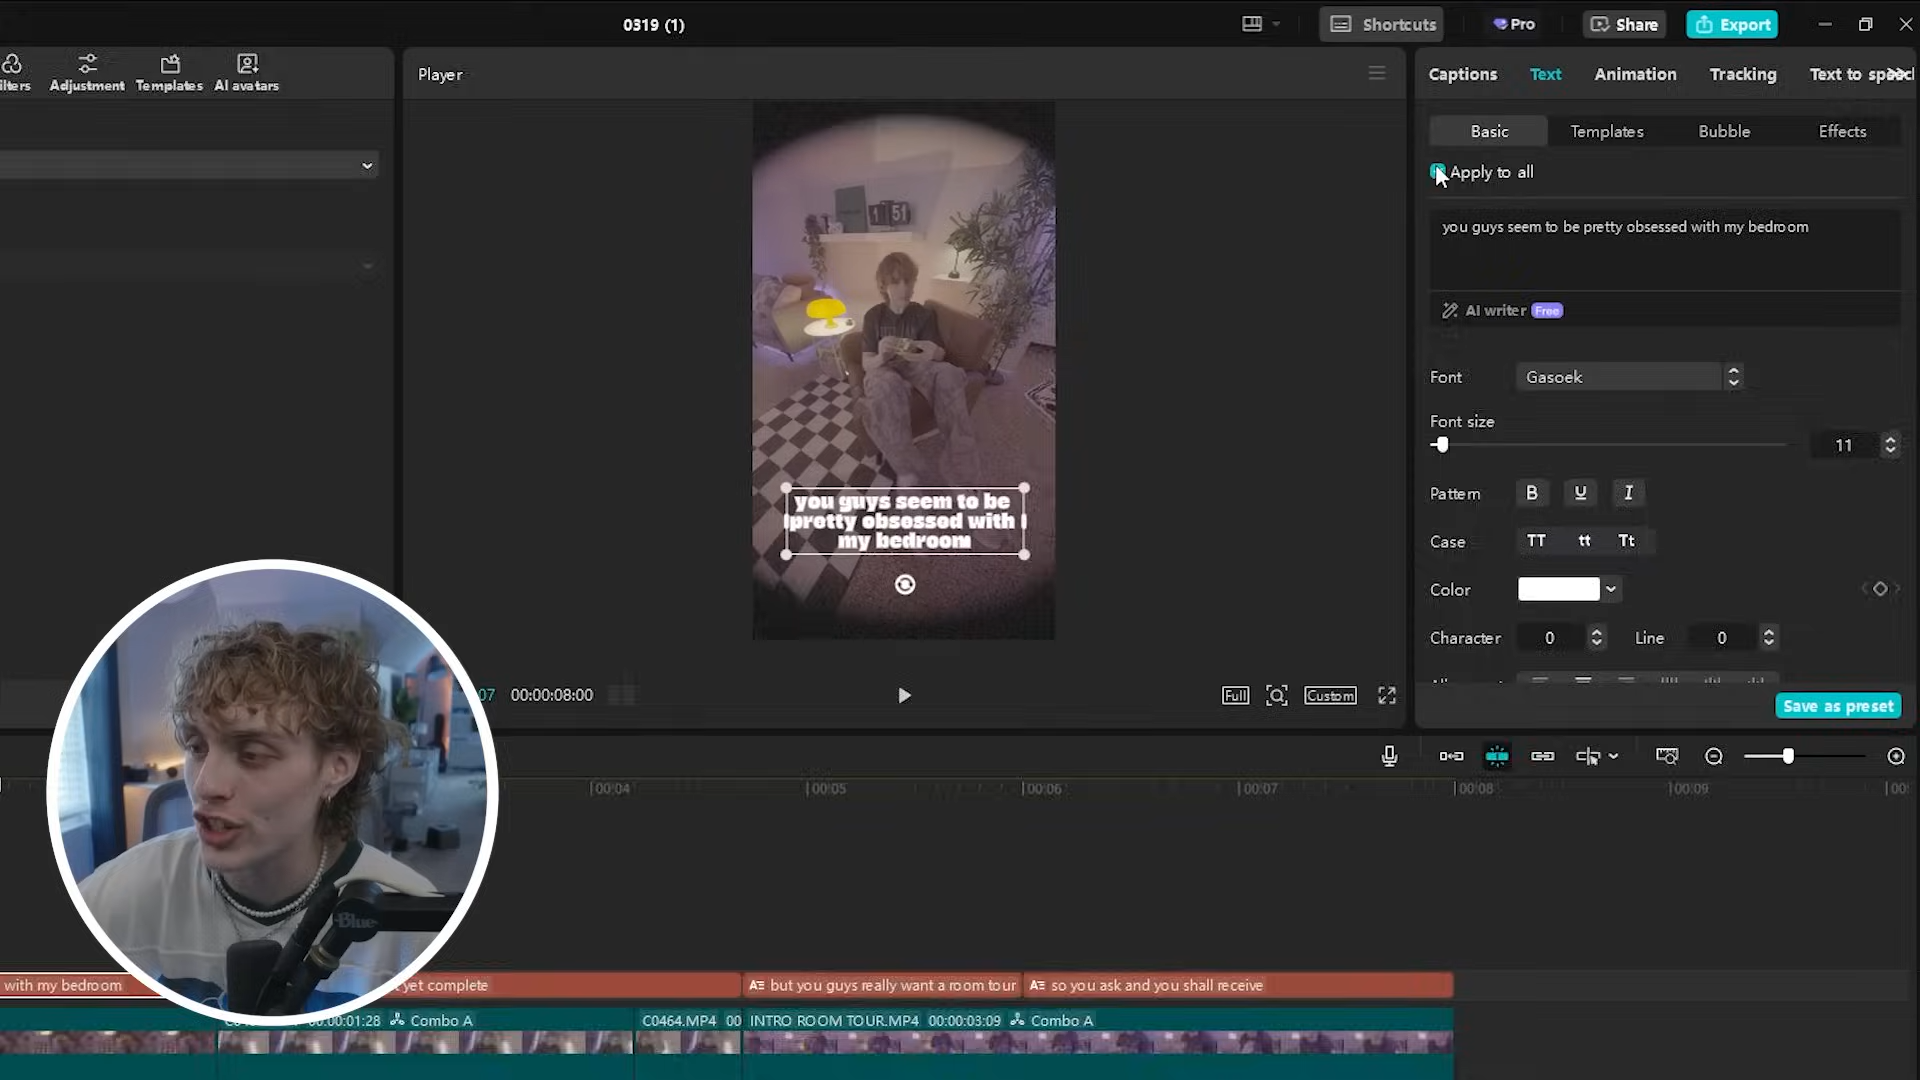 0319 (1)
Shortcuts
Pro
Share
Export
Adjustment
Templates
AI avatars
Player
Captions
Text
Animation
Tracking
Basic
Templates
Bubble
Effects
Apply to all
you guys seem to be pretty obsessed with my bedroom
AI writer Free
Font
Gasoek
Font size
11
Pattern
B U I
Case
TT tt Tt
Color
Character 0
Line 0
Save as preset
1 51
you guys seem to be
pretty obsessed with
my bedroom
07 00:00:08:00
Full
Custom
00:04
00:05
00:06
00:07
00:08
00:09
Blue
with my bedroom
yet complete
but you guys really want a room tour
so you ask and you shall receive
00:00:01:28 Combo A
C0464.MP4 00
INTRO ROOM TOUR.MP4 00:00:03:09 Combo A